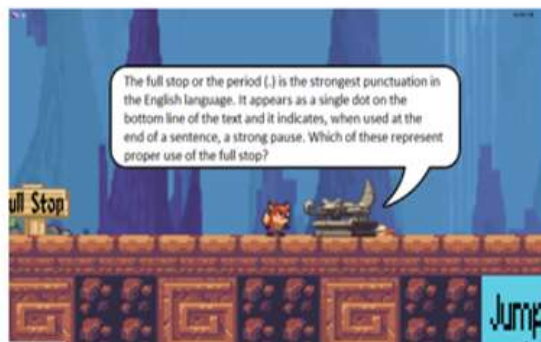 The full stop or the period (.) is the strongest punctuation in
the English language. It appears as a single dot on the
bottom line of the text and it indicates, when used at the
end of a sentence, a strong pause. Which of these represent
proper use of the full stop?
ull Stop
Jump